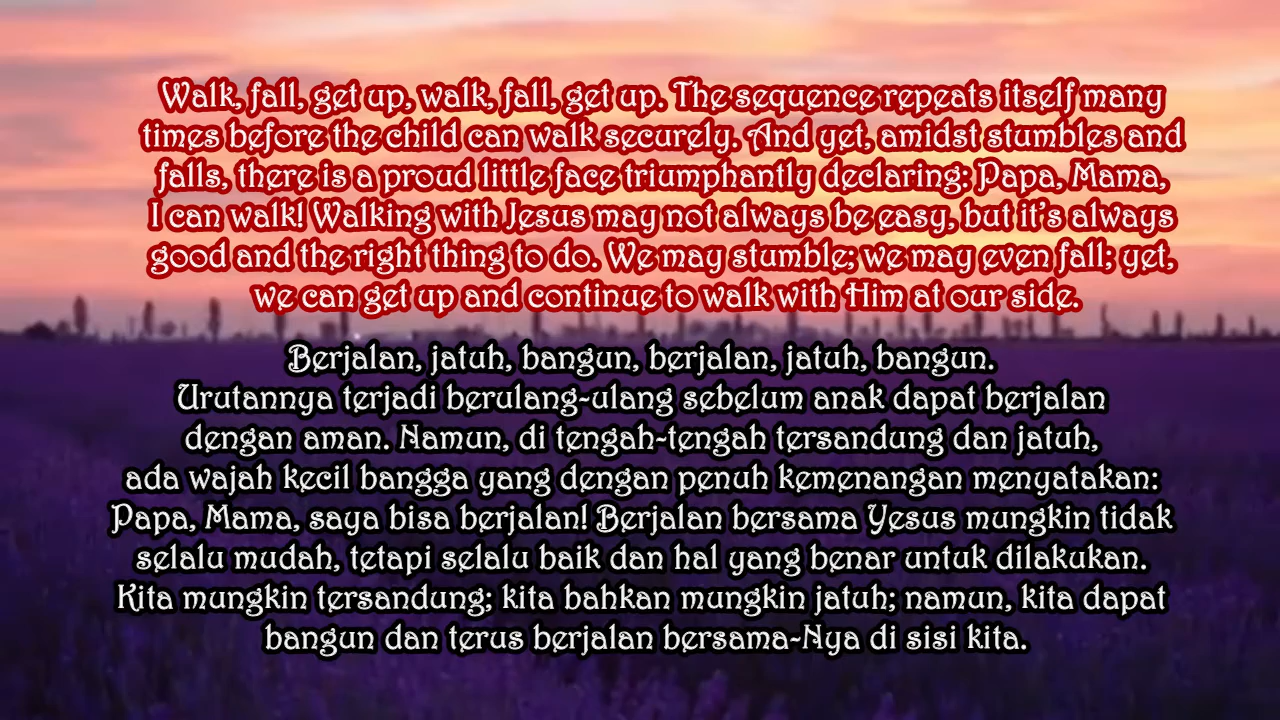 Walk, fall, get up, walk, fall, get up. The sequence repeats itself many
times before the child can walk securely. And yet, amidst stumbles and
falls, there is a proud little face triumphantly declaring: Papa, Mama,
I can walk! Walking with Jesus may not always be easy, but it's always
good and the right thing to do. We may stumble; we may even fall; yet,
we can get up and continue to walk with Him at our side.
Berjalan, jatuh, bangun, berjalan, jatuh, bangun.
Urutannya terjadi berulang-ulang sebelum anak dapat berjalan
dengan aman. Namun, di tengah-tengah tersandung dan jatuh,
ada wajah kecil bangga yang dengan penuh kemenangan menyatakan:
Papa, Mama, saya bisa berjalan! Berjalan bersama Yesus mungkin tidak
selalu mudah, tetapi selalu baik dan hal yang benar untuk dilakukan.
Kita mungkin tersandung; kita bahkan mungkin jatuh; namun, kita dapat
bangun dan terus berjalan bersama-Nya di sisi kita.